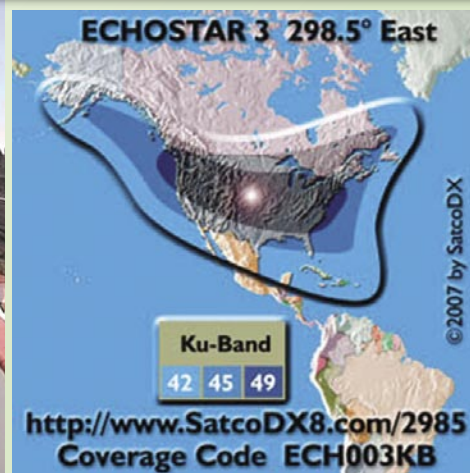 ECHOSTAR 3 298.5° East
©2007 by SatcoDX
Ku-Band
42 45 49
http://www.SatcoDX8.com/2985
Coverage Code ECH003KB